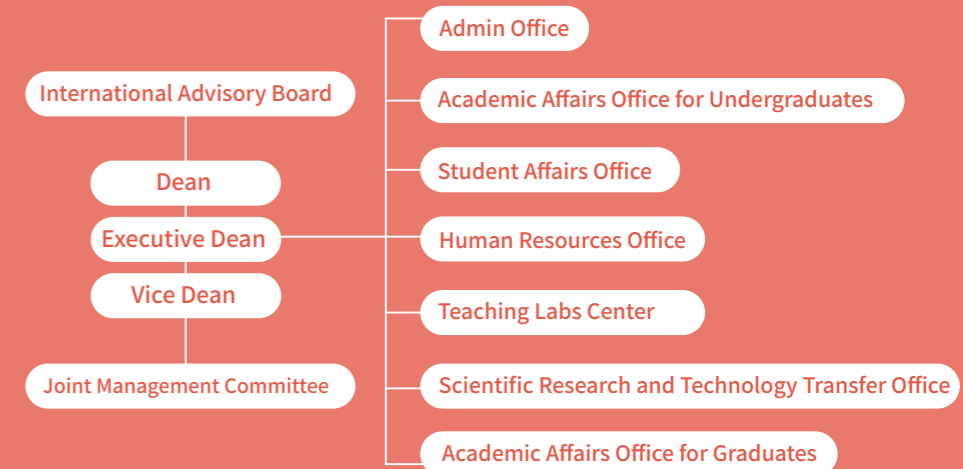 International Advisory Board
Dean
Executive Dean
Vice Dean
Joint Management Committee
Admin Office
Academic Affairs Office for Undergraduates
Student Affairs Office
Human Resources Office
Teaching Labs Center
Scientific Research and Technology Transfer Office
Academic Affairs Office for Graduates